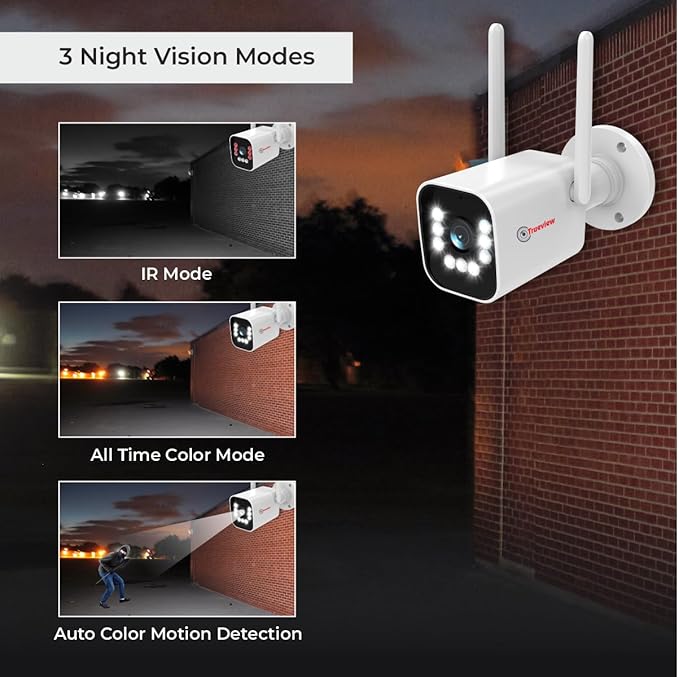 3 Night Vision Modes
Trueview
IR Mode
All Time Color Mode
Auto Color Motion Detection